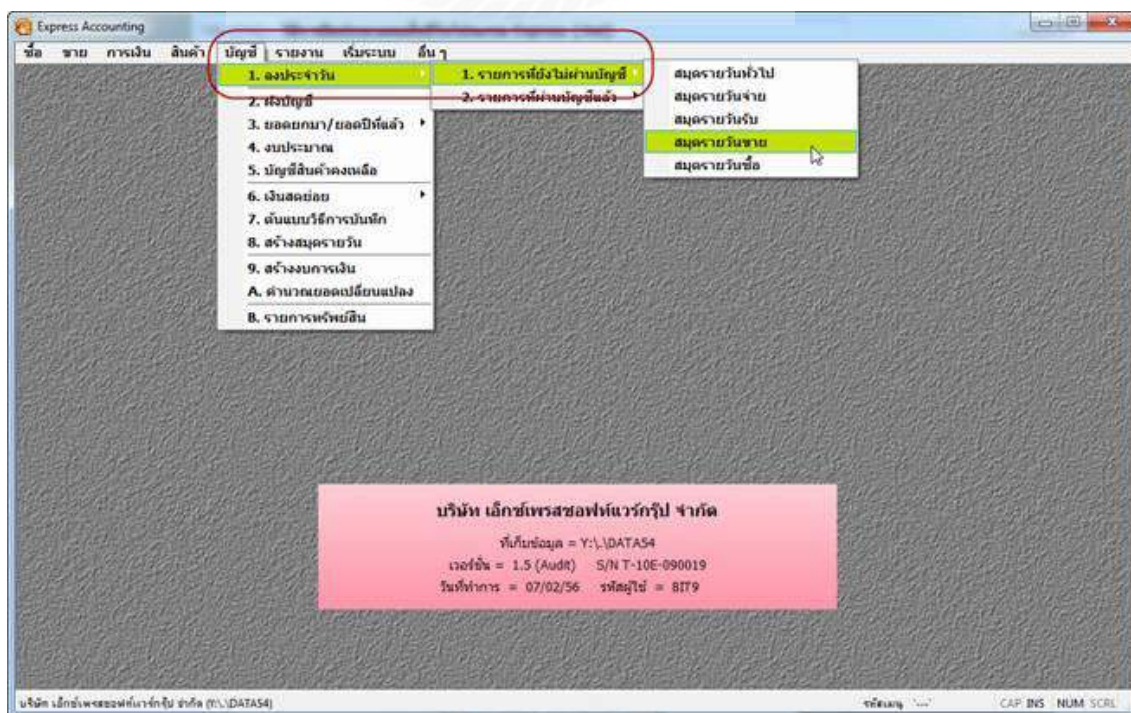 Express Accounting
ซื้อ ขาย การเงิน สินค้า บัญชี รายงาน เริ่มระบบ อื่น ๆ
1. ลงประจำวัน
2. ผังบัญชี
3. ยอดยกมา/ยอดปีที่แล้ว
4. งบประมาณ
5. บัญชีสินค้าคงเหลือ
6. เงินสดย่อย
7. ต้นแบบวิธีการบันทึก
8. สร้างสมุดรายวัน
9. สร้างงบการเงิน
A. คำนวณยอดเปลี่ยนแปลง
B. รายการทรัพย์สิน
1. รายการที่ยังไม่ผ่านบัญชี
2. รายการที่ผ่านบัญชีแล้ว
สมุดรายวันทั่วไป
สมุดรายวันจ่าย
สมุดรายวันรับ
สมุดรายวันขาย
สมุดรายวันซื้อ
บริษัท เอ็กซ์เพรสซอฟท์แวร์กรุ๊ป จำกัด
ที่เก็บข้อมูล = Y:\.\DATA54
เวอร์ชั่น = 1.5 (Audit) S/N T-10E-090019
วันที่ทำการ = 07/02/56 รหัสผู้ใช้ = BIT9
บริษัท เอ็กซ์เพรสซอฟท์แวร์กรุ๊ป จำกัด (Y:\.\DATA54) รหัสเมนู '---' CAP INS NUM SCRL